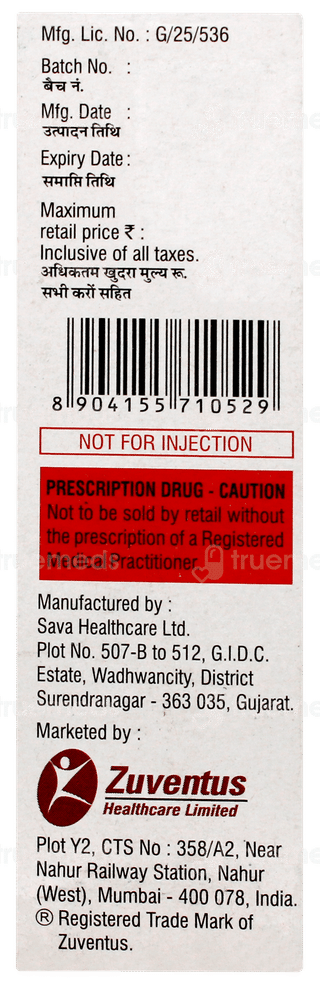 Mfg. Lic. No. : G/25/536
Batch No. :
बैच नं.
Mfg. Date :
उत्पादन तिथि
Expiry Date :
समाप्ति तिथि
Maximum
retail price ₹ :
Inclusive of all taxes.
अधिकतम खुदरा मुल्य रू.
सभी करों सहित
8 904155 710529
NOT FOR INJECTION
PRESCRIPTION DRUG - CAUTION
Not to be sold by retail without
the prescription of a Registered
Medical Practitioner.
truemeds
Manufactured by :
Sava Healthcare Ltd.
Plot No. 507-B to 512, G.I.D.C.
Estate, Wadhwancity, District
Surendranagar - 363 035, Gujarat.
Marketed by :
Zuventus
Healthcare Limited
Plot Y2, CTS No : 358/A2, Near
Nahur Railway Station, Nahur
(West), Mumbai - 400 078, India.
® Registered Trade Mark of
Zuventus.